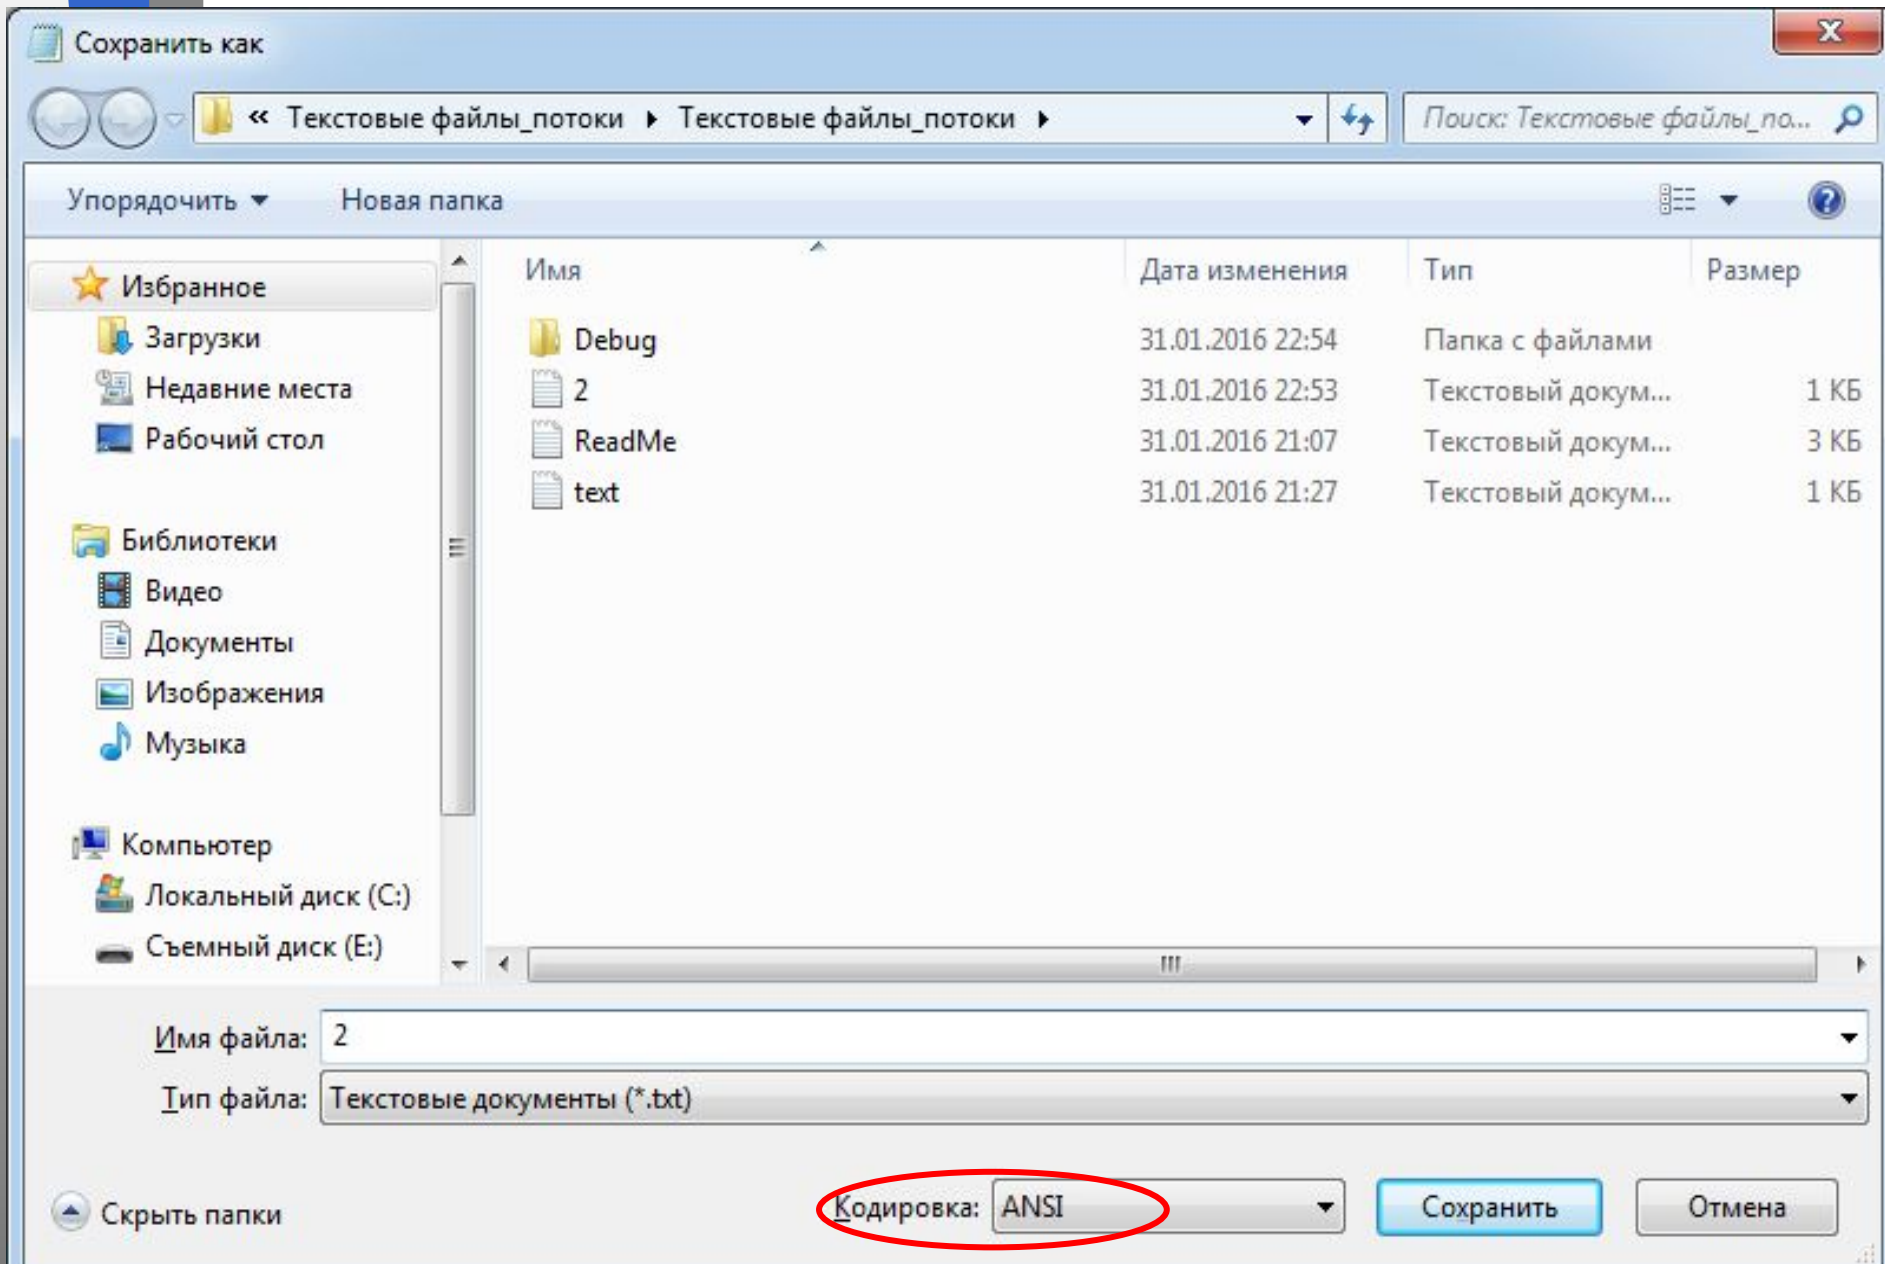 Сохранить как
« Текстовые файлы_потоки Текстовые файлы_потоки Поиск: Текстовые файлы_по...
Упорядочить Новая папка
Избранное
Загрузки
Недавние места
Рабочий стол
Библиотеки
Видео
Документы
Изображения
Музыка
Компьютер
Локальный диск (C:)
Съемный диск (E:)
Имя Дата изменения Тип Размер
Debug 31.01.2016 22:54 Папка с файлами
2 31.01.2016 22:53 Текстовый докум... 1 КБ
ReadMe 31.01.2016 21:07 Текстовый докум... 3 КБ
text 31.01.2016 21:27 Текстовый докум... 1 КБ
Имя файла: 2
Тип файла: Текстовые документы (*.txt)
Скрыть папки Кодировка: ANSI Сохранить Отмена